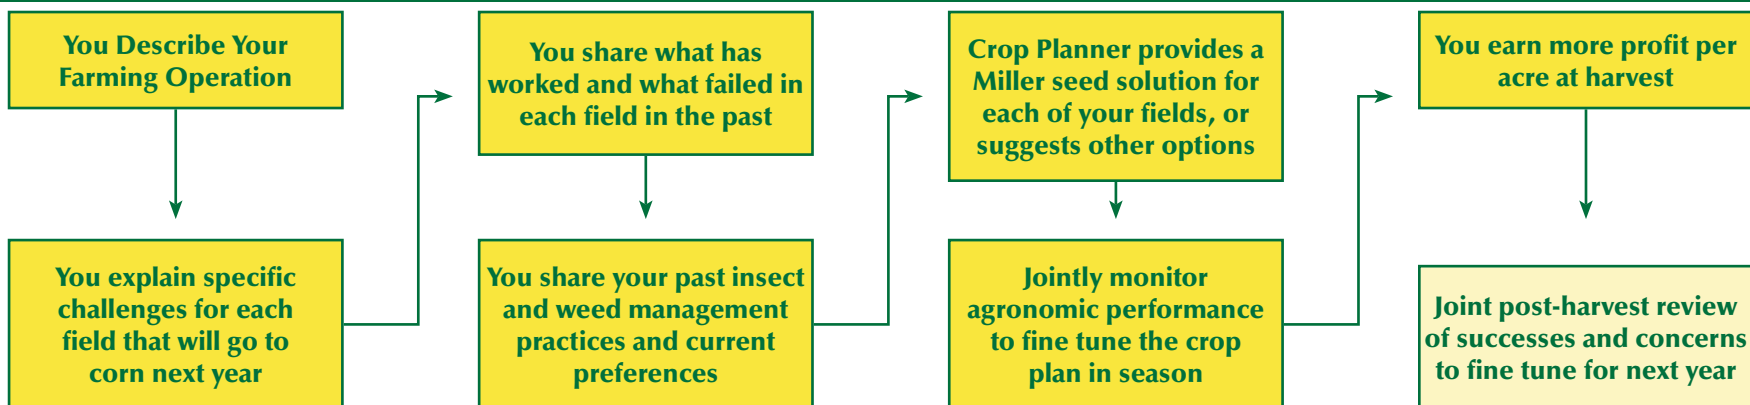 You Describe Your
Farming Operation
You explain specific
challenges for each
field that will go to
corn next year
You share what has
worked and what failed in
each field in the past
You share your past insect
and weed management
practices and current
preferences
Crop Planner provides a
Miller seed solution for
each of your fields, or
suggests other options
Jointly monitor
agronomic performance
to fine tune the crop
plan in season
You earn more profit per
acre at harvest
Joint post-harvest review
of successes and concerns
to fine tune for next year